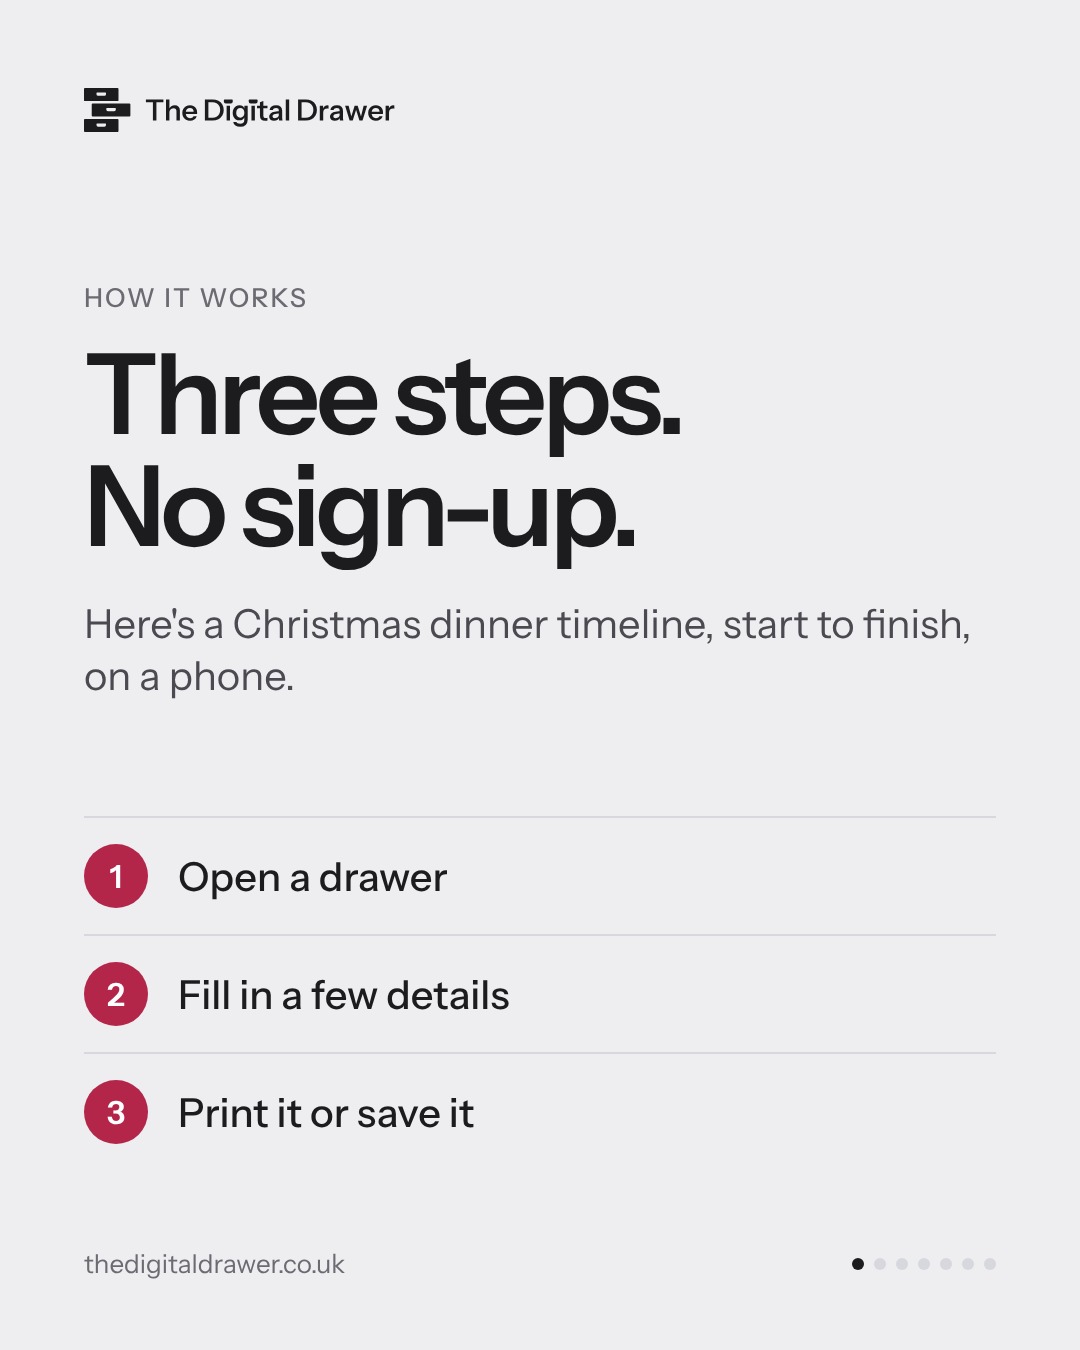 The Digital Drawer
HOW IT WORKS
Three steps.
No sign-up.
Here's a Christmas dinner timeline, start to finish,
on a phone.
1 Open a drawer
2 Fill in a few details
3 Print it or save it
thedigitaldrawer.co.uk